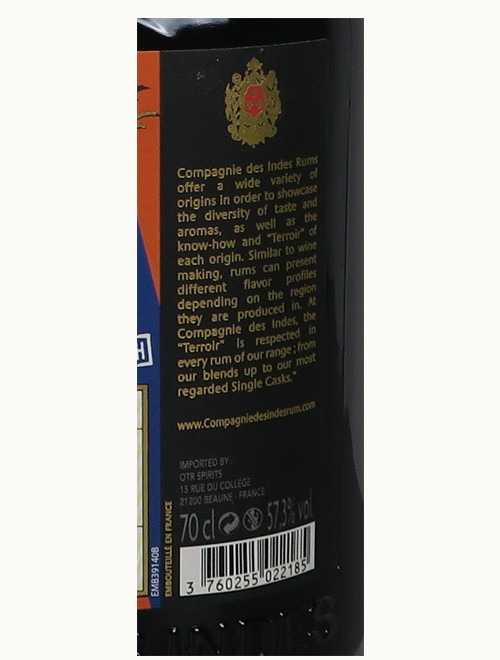 Compagnie des Indes Rums
offer a wide variety of
origins in order to showcase
the diversity of taste and
aromas, as well as the
know-how and "Terroir" of
each origin. Similar to wine
making, rums can present
different flavor profiles
depending on the region
they are produced in. At
Compagnie des Indes, the
"Terroir" is respected in
every rum of our range ; from
our blends up to our most
regarded Single Casks."
www.Compagniedesindesrum.com
IMPORTED BY :
OTR SPIRITS
15 RUE DU COLLEGE
21200 BEAUNE - FRANCE
70 cl 57.3% vol.
3 760255 022185
EMB39140B
EMBOUTEILLÉ EN FRANCE
H
INDES